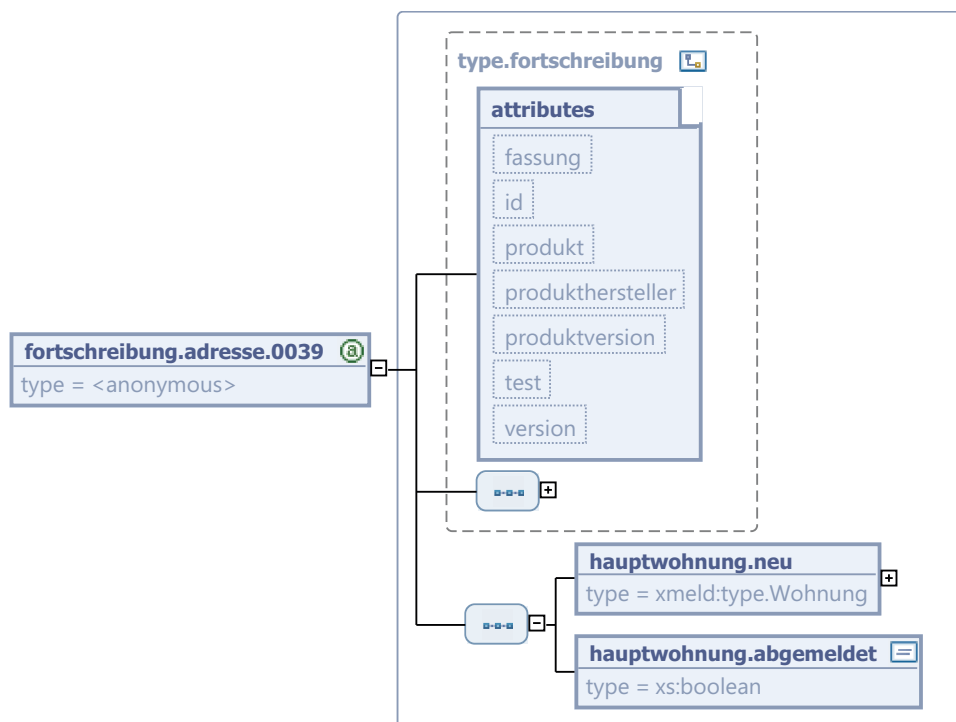 type.fortschreibung
attributes
fassung
id
produkt
produkthersteller
produktversion
test
version
fortschreibung.adresse.0039
type = <anonymous>
hauptwohnung.neu
type = xmeld:type.Wohnung
hauptwohnung.abgemeldet
type = xs:boolean